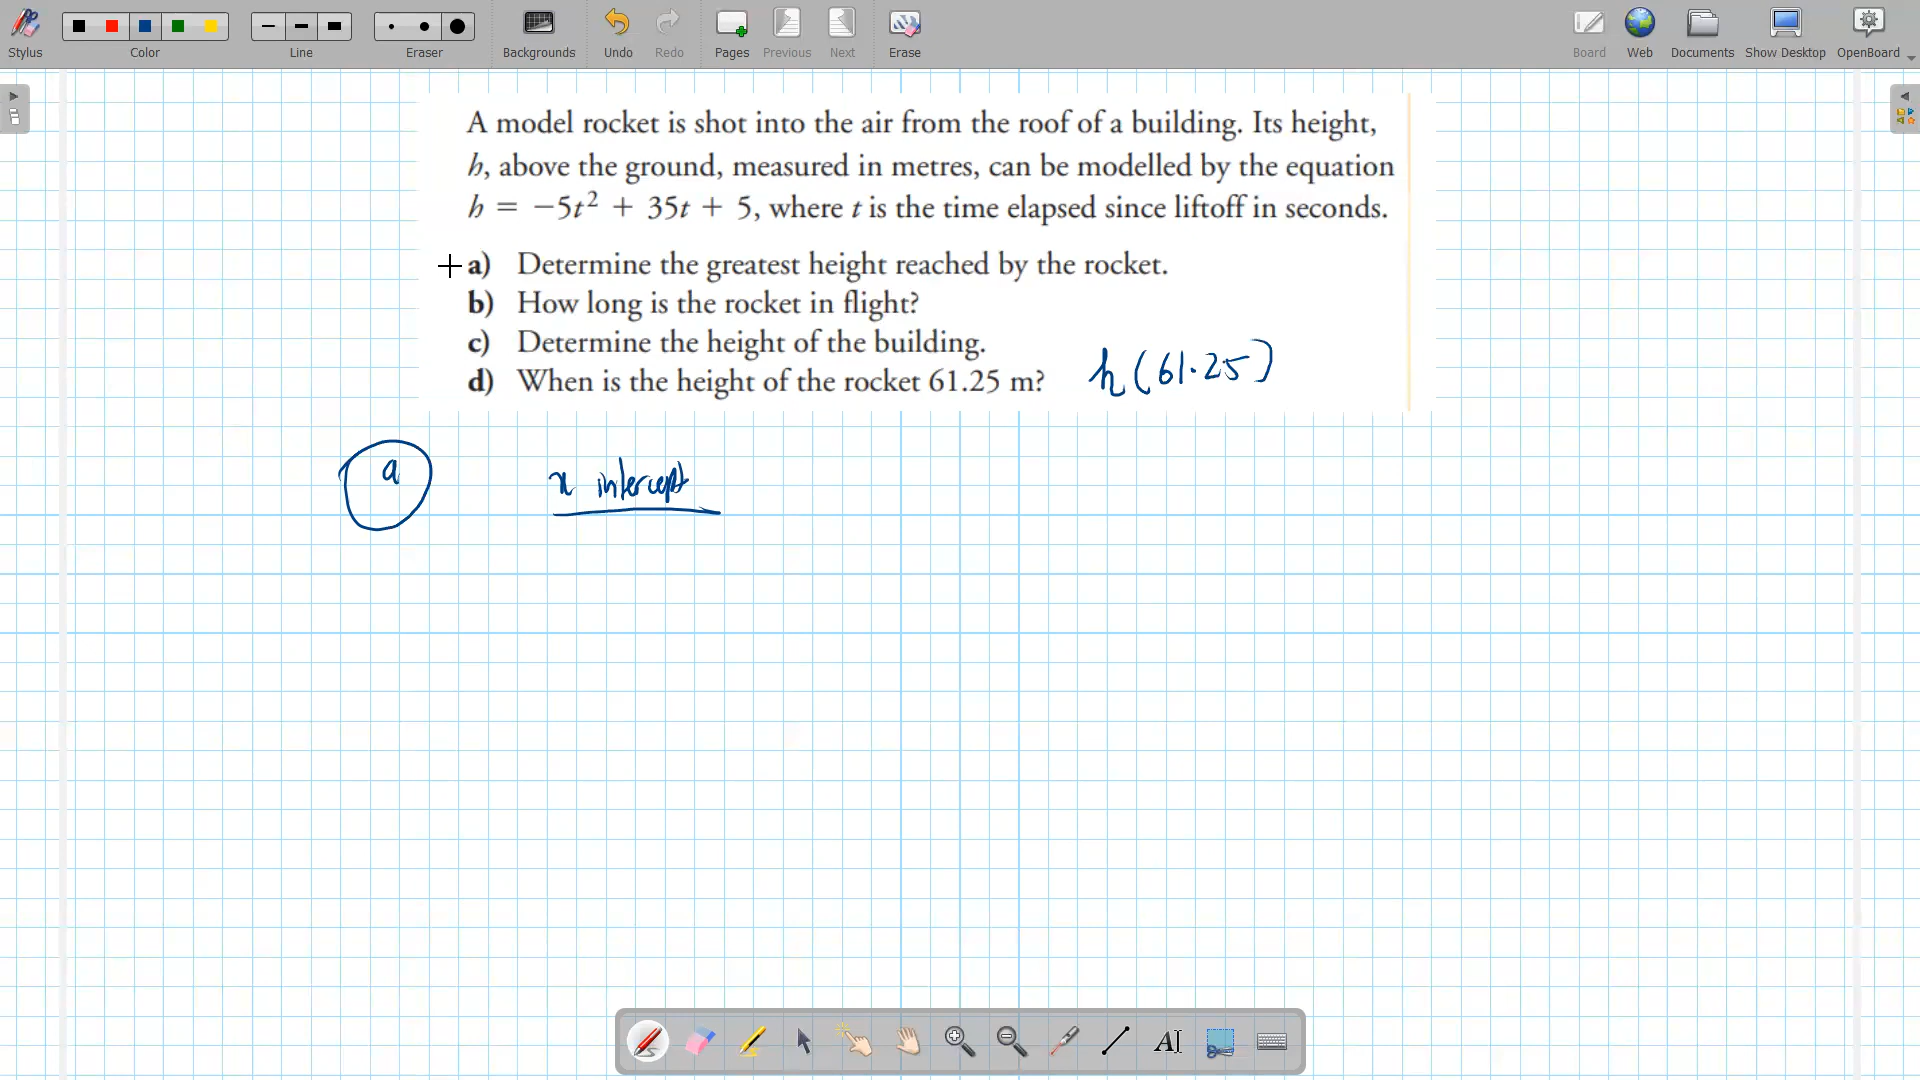 Stylus Color Line Eraser Backgrounds Undo Redo Pages Previous Next Erase Board Web Documents Show Desktop OpenBoard
A model rocket is shot into the air from the roof of a building. Its height,
h, above the ground, measured in metres, can be modelled by the equation
h = −5t² + 35t + 5, where t is the time elapsed since liftoff in seconds.
a) Determine the greatest height reached by the rocket.
b) How long is the rocket in flight?
c) Determine the height of the building.
d) When is the height of the rocket 61.25 m? h(61.25)
a x intercept